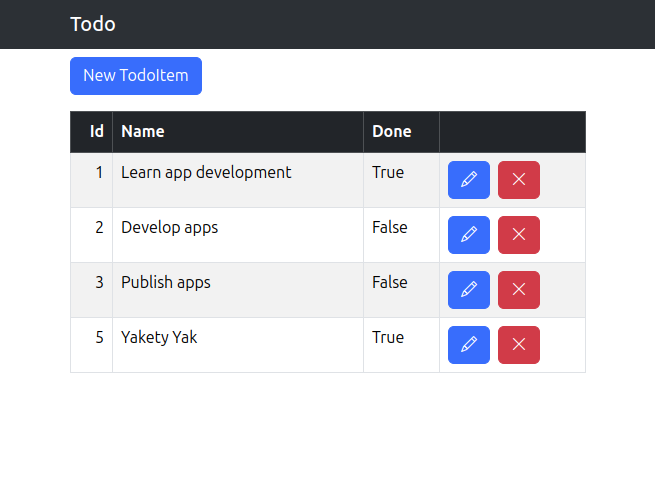 Todo
New TodoItem
Id Name Done
1 Learn app development True
2 Develop apps False
3 Publish apps False
5 Yakety Yak True